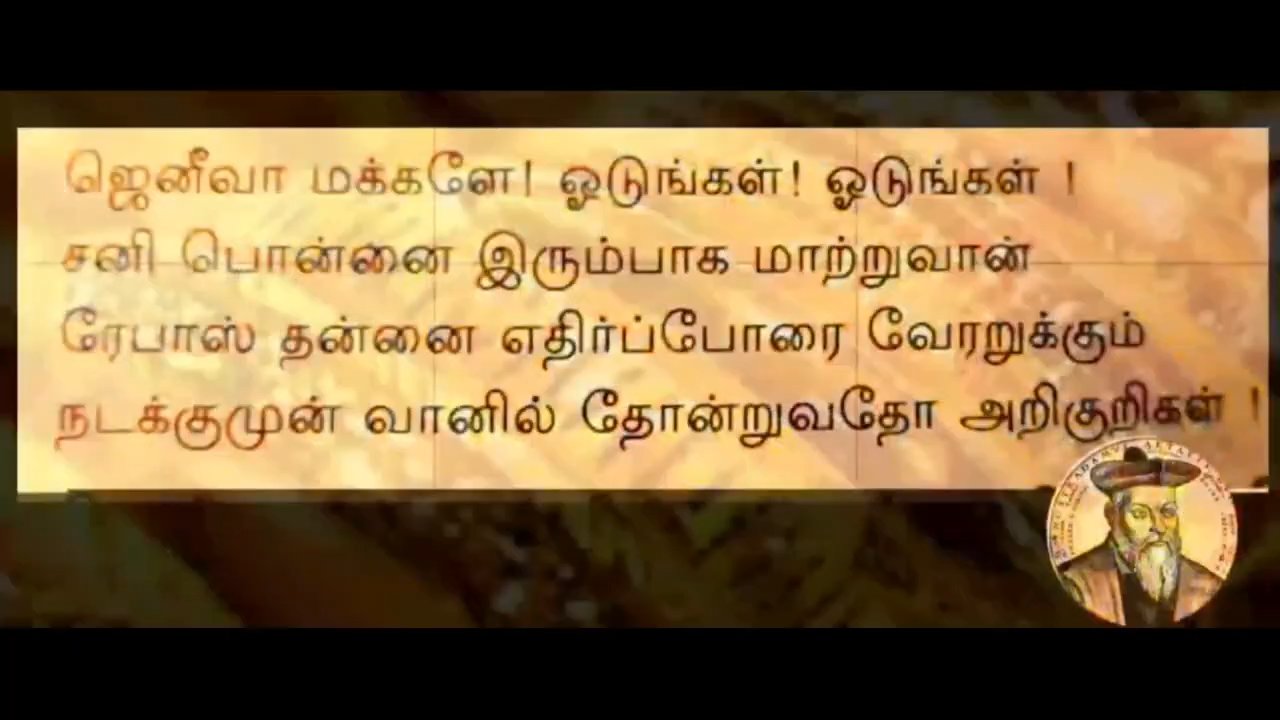 ஜெனீவா மக்களே! ஓடுங்கள்! ஓடுங்கள் !
சனி பொன்னை இரும்பாக மாற்றுவான்
ரேபாஸ் தன்னை எதிர்ப்போரை வேரறுக்கும்
நடக்குமுன் வானில் தோன்றுவதோ அறிகுறிகள் !